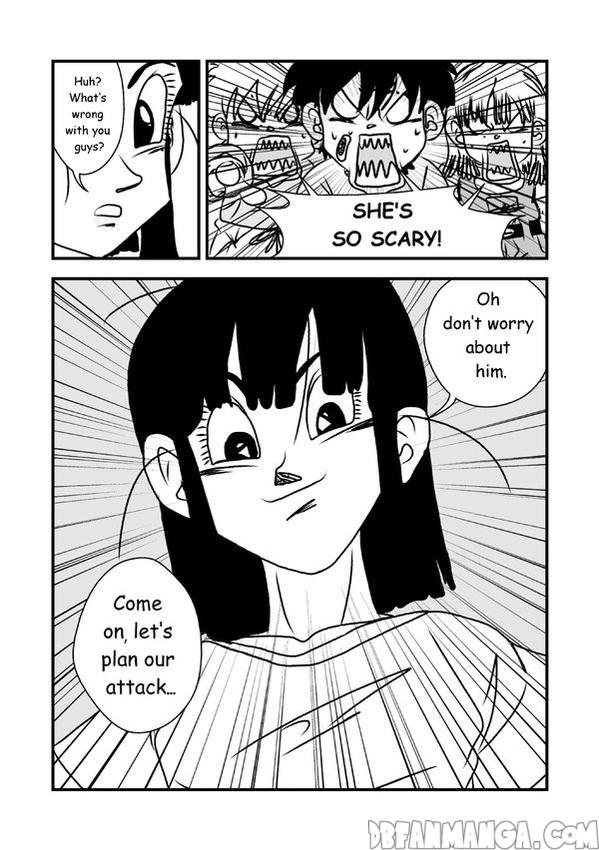 Huh?
What's
wrong
with you
guys?
SHE'S
SO SCARY!
Oh
don't worry
about
him.
Come
on, let's
plan our
attack...
DBFANMANGA.COM